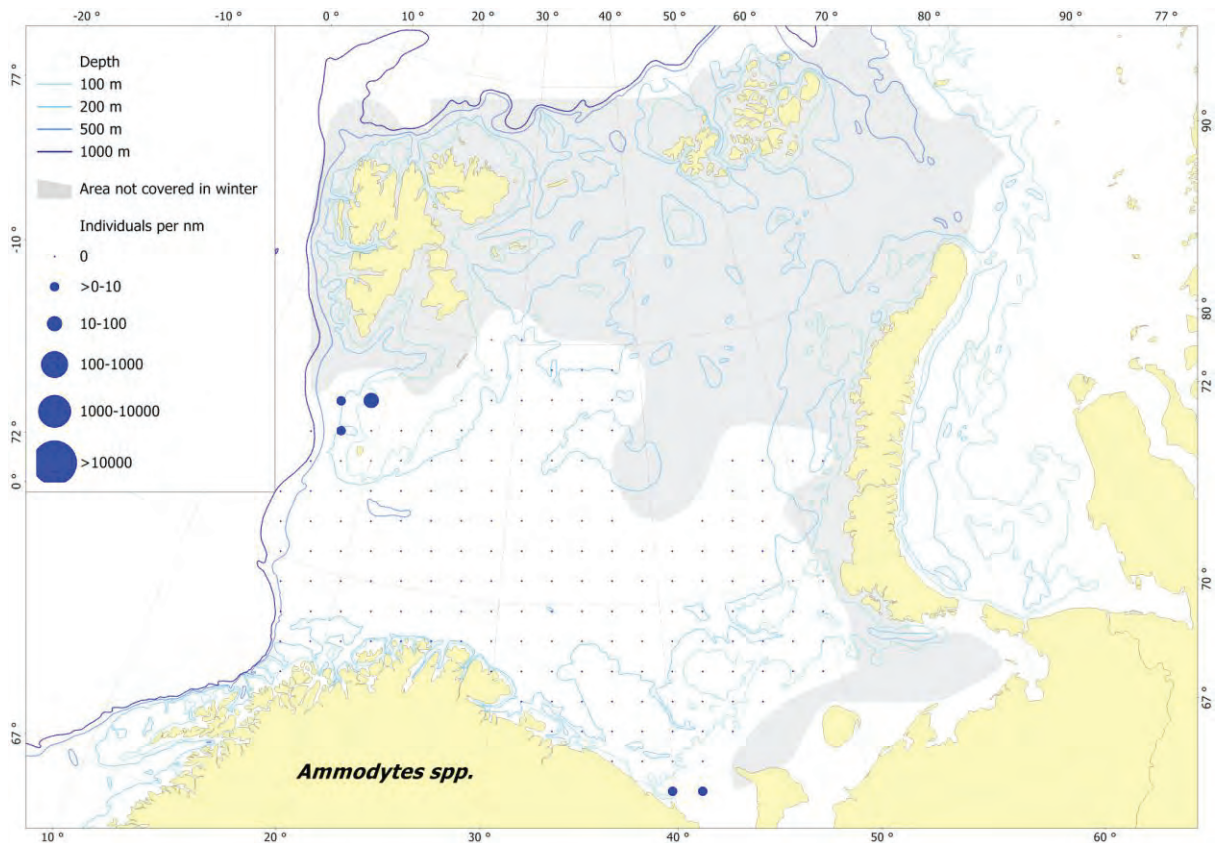 -20 ° -10 ° 0 ° 10 ° 20 ° 30 ° 40 ° 50 ° 60 ° 70 ° 80 ° 90 ° 77 °
Depth
100 m
200 m
500 m
1000 m
Area not covered in winter
Individuals per nm
0
>0-10
10-100
100-1000
1000-10000
>10000
77 °
-10 °
72 °
0 °
67 °
90 °
80 °
72 °
70 °
67 °
Ammodytes spp.
10 ° 20 ° 30 ° 40 ° 50 ° 60 °